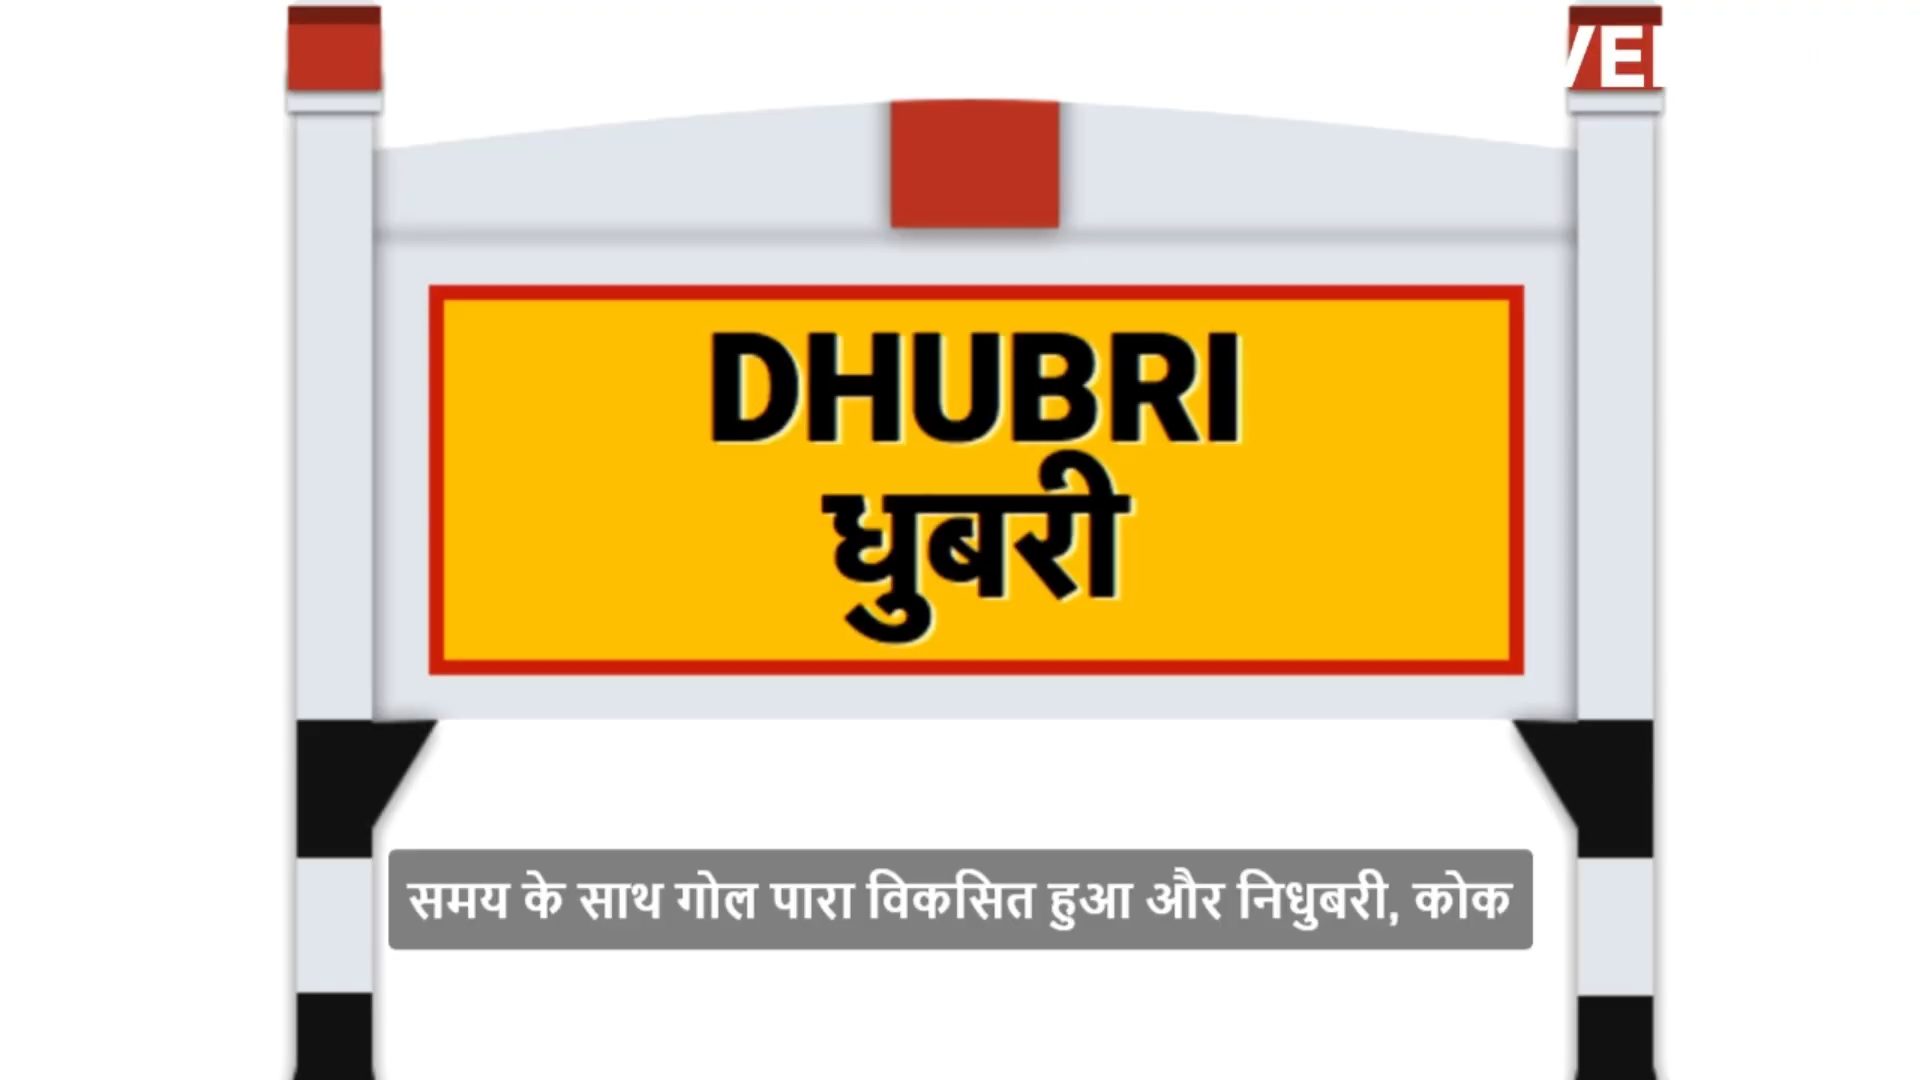 DHUBRI
धुबरी
समय के साथ गोल पारा विकसित हुआ और निधुबरी, कोक